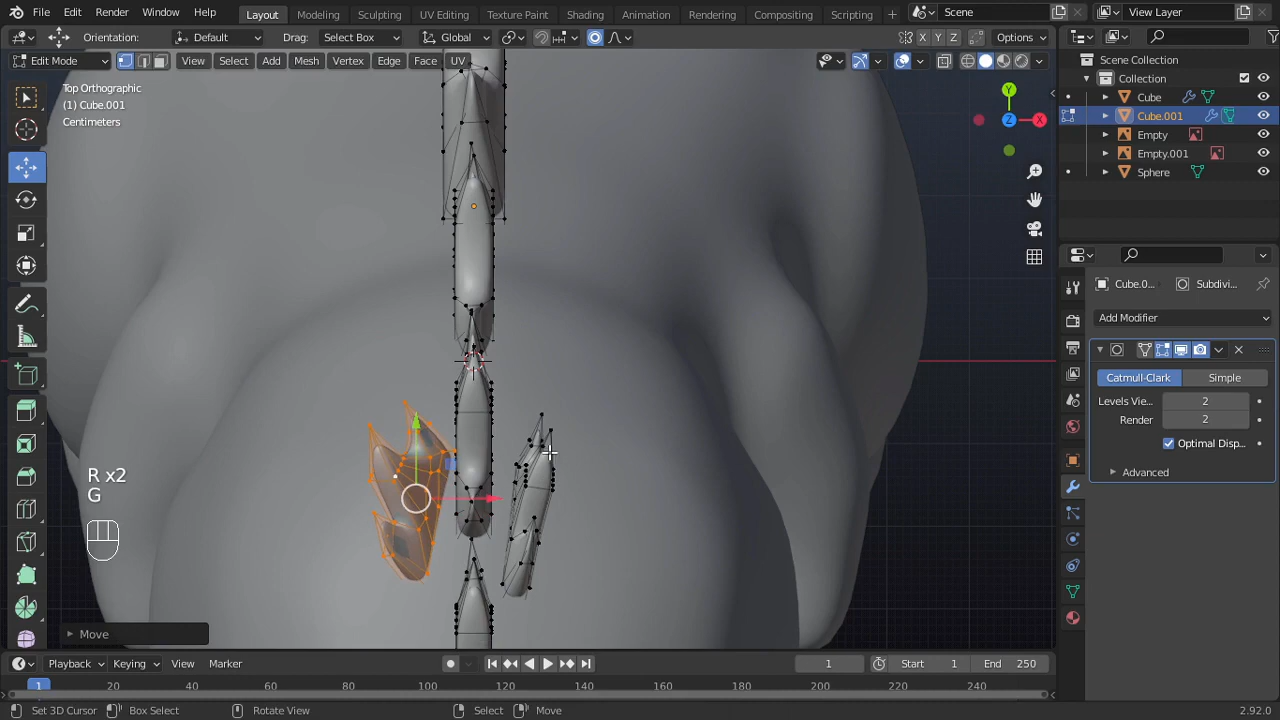 File Edit Render Window Help Layout Modeling Sculpting UV Editing Texture Paint Shading Animation Rendering Compositing Scripting + Scene View Layer
Orientation: Default Drag: Select Box Global X Y Z Options
Edit Mode View Select Add Mesh Vertex Edge Face UV
Top Orthographic
(1) Cube.001
Centimeters
Y
Z X
Scene Collection
Collection
Cube
Cube.001
Empty
Empty.001
Sphere
Cube.0... Subdivi...
Add Modifier
Catmull-Clark Simple
Levels Vie... 2
Render 2
Optimal Disp...
Advanced
R x2
G
Move
Playback Keying View Marker 1 Start 1 End 250
1 20 40 60 80 100 120 140 160 180 200 220 240
Set 3D Cursor Box Select Rotate View Select Move 2.92.0